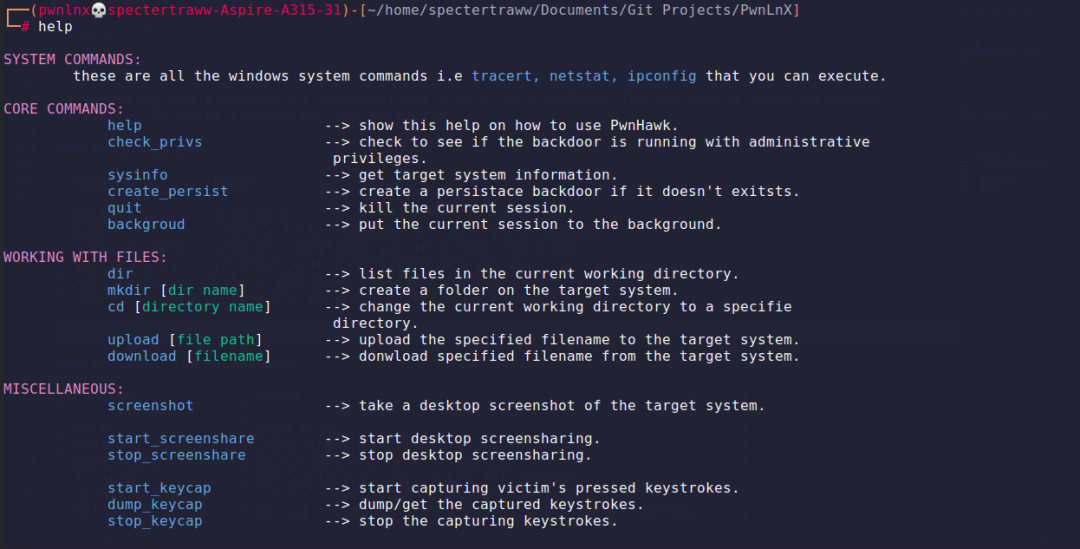 (pwnlnx💀spectertraww-Aspire-A315-31)-[~/home/spectertraww/Documents/Git Projects/PwnLnX]
# help
SYSTEM COMMANDS:
these are all the windows system commands i.e tracert, netstat, ipconfig that you can execute.
CORE COMMANDS:
help --> show this help on how to use PwnHawk.
check_privs --> check to see if the backdoor is running with administrative
privileges.
sysinfo --> get target system information.
create_persist --> create a persistace backdoor if it doesn't exitsts.
quit --> kill the current session.
backgroud --> put the current session to the background.
WORKING WITH FILES:
dir --> list files in the current working directory.
mkdir [dir name] --> create a folder on the target system.
cd [directory name] --> change the current working directory to a specifie
directory.
upload [file path] --> upload the specified filename to the target system.
download [filename] --> donwload specified filename from the target system.
MISCELLANEOUS:
screenshot --> take a desktop screenshot of the target system.
start_screenshare --> start desktop screensharing.
stop_screenshare --> stop desktop screensharing.
start_keycap --> start capturing victim's pressed keystrokes.
dump_keycap --> dump/get the captured keystrokes.
stop_keycap --> stop the capturing keystrokes.